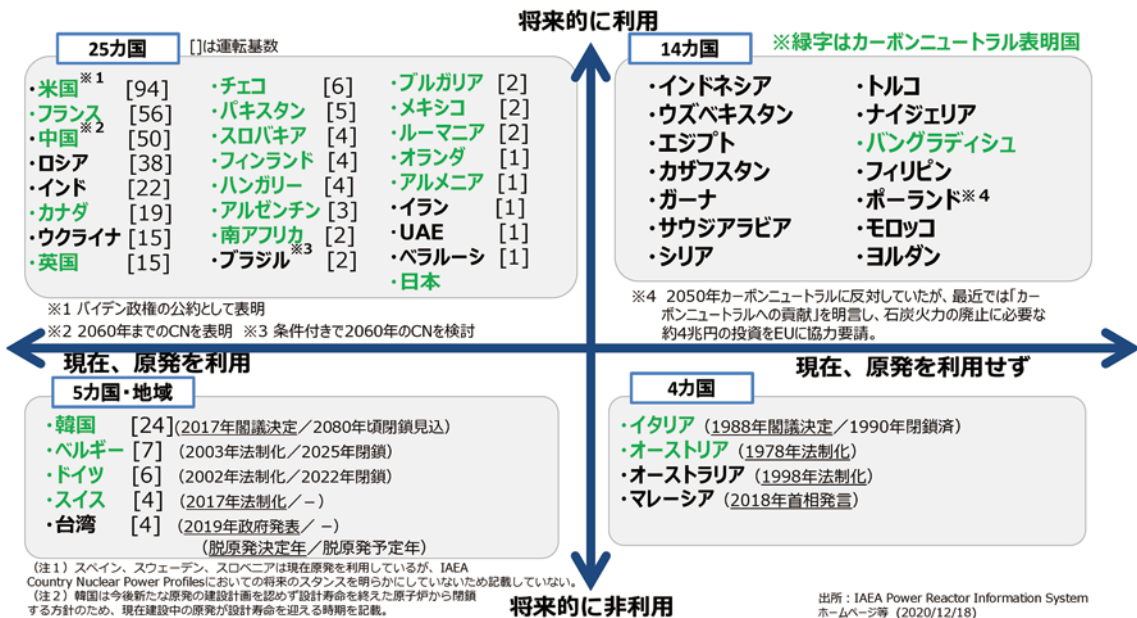 将来的に利用
25カ国
[]は運転基数
・米国※1 [94]
・フランス [56]
・中国※2 [50]
・ロシア [38]
・インド [22]
・カナダ [19]
・ウクライナ [15]
・英国 [15]
・チェコ [6]
・パキスタン [5]
・スロバキア [4]
・フィンランド [4]
・ハンガリー [4]
・アルゼンチン [3]
・南アフリカ [2]
・ブラジル※3 [2]
・ブルガリア [2]
・メキシコ [2]
・ルーマニア [2]
・オランダ [1]
・アルメニア [1]
・イラン [1]
・UAE [1]
・ベラルーシ [1]
・日本
※1 バイデン政権の公約として表明
※2 2060年までのCNを表明 ※3 条件付きで2060年のCNを検討
14カ国
※緑字はカーボンニュートラル表明国
・インドネシア
・ウズベキスタン
・エジプト
・カザフスタン
・ガーナ
・サウジアラビア
・シリア
・トルコ
・ナイジェリア
・バングラディシュ
・フィリピン
・ポーランド※4
・モロッコ
・ヨルダン
※4 2050年カーボンニュートラルに反対していたが、最近では「カー
ボンニュートラルへの貢献」を明言し、石炭火力の廃止に必要な
約4兆円の投資をEUに協力要請。
現在、原発を利用
現在、原発を利用せず
5カ国・地域
・韓国 [24](2017年閣議決定/2080年頃閉鎖見込)
・ベルギー [7] (2003年法制化/2025年閉鎖)
・ドイツ [6] (2002年法制化/2022年閉鎖)
・スイス [4] (2017年法制化/−)
・台湾 [4] (2019年政府発表/ −)
(脱原発決定年/脱原発予定年)
4カ国
・イタリア (1988年閣議決定/1990年閉鎖済)
・オーストリア (1978年法制化)
・オーストラリア (1998年法制化)
・マレーシア (2018年首相発言)
(注1) スペイン、スウェーデン、スロベニアは現在原発を利用しているが、IAEA
Country Nuclear Power Profilesにおいての将来のスタンスを明らかにしていないため記載していない。
(注2) 韓国は今後新たな原発の建設計画を認めず設計寿命を終えた原子炉から閉鎖
する方針のため、現在建設中の原発が設計寿命を迎える時期を記載。
将来的に非利用
出所:IAEA Power Reactor Information System
ホームページ等 (2020/12/18)